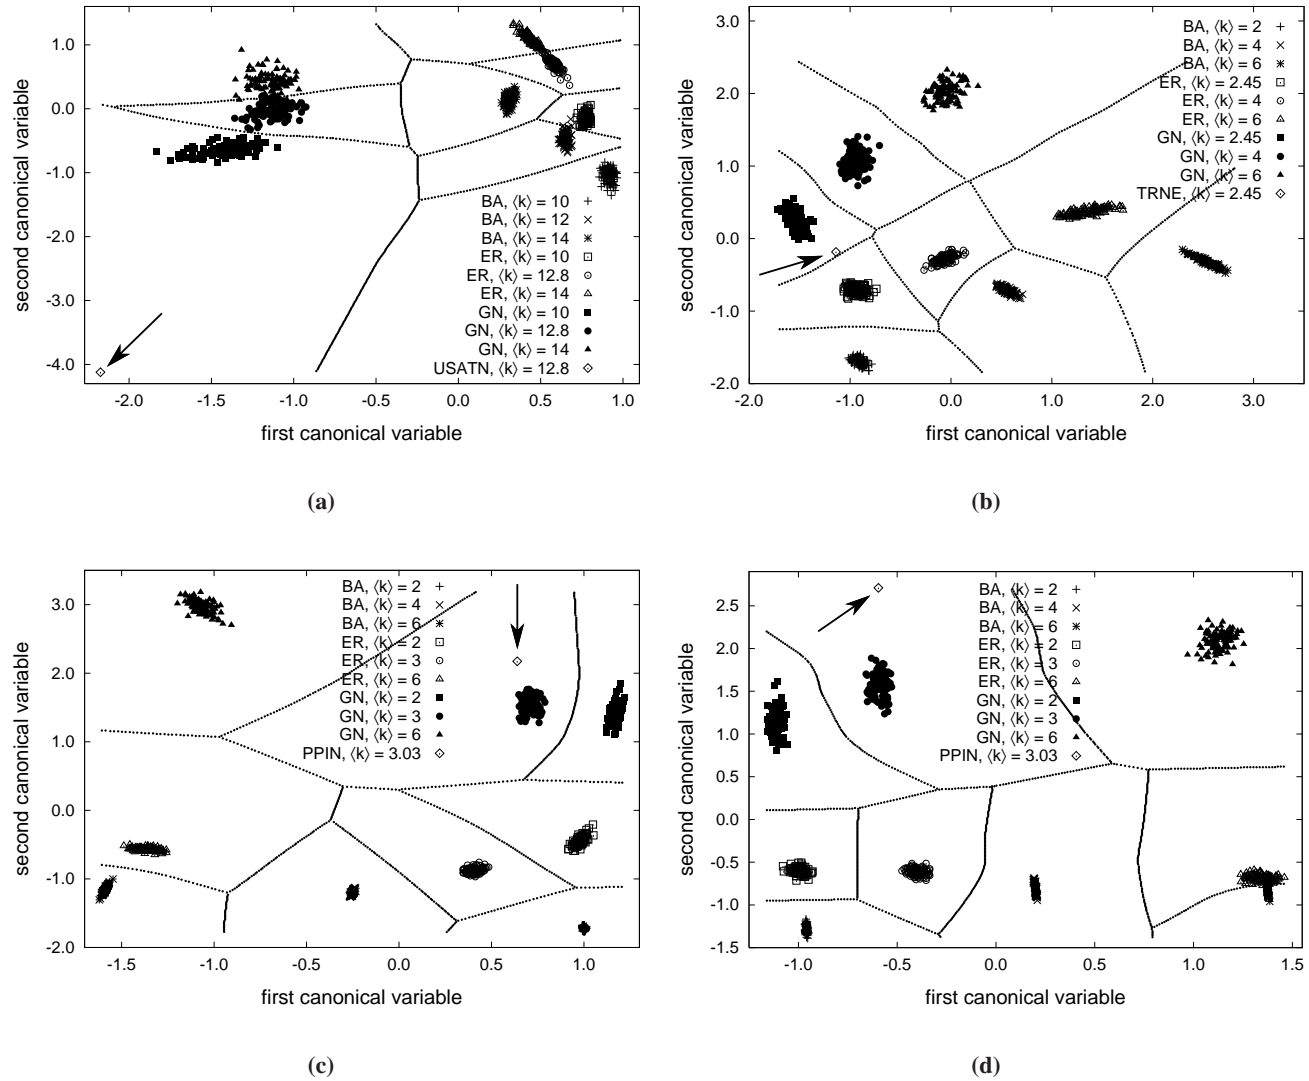 second canonical variable
1.0
0.0
-1.0
-2.0
-3.0
-4.0
BA, ⟨k⟩ = 10
BA, ⟨k⟩ = 12
BA, ⟨k⟩ = 14
ER, ⟨k⟩ = 10
ER, ⟨k⟩ = 12.8
ER, ⟨k⟩ = 14
GN, ⟨k⟩ = 10
GN, ⟨k⟩ = 12.8
GN, ⟨k⟩ = 14
USATN, ⟨k⟩ = 12.8
-2.0 -1.5 -1.0 -0.5 0.0 0.5 1.0
first canonical variable
(a)
second canonical variable
3.0
2.0
1.0
0.0
-1.0
-2.0
BA, ⟨k⟩ = 2
BA, ⟨k⟩ = 4
BA, ⟨k⟩ = 6
ER, ⟨k⟩ = 2.45
ER, ⟨k⟩ = 4
ER, ⟨k⟩ = 6
GN, ⟨k⟩ = 2.45
GN, ⟨k⟩ = 4
GN, ⟨k⟩ = 6
TRNE, ⟨k⟩ = 2.45
-2.0 -1.0 0.0 1.0 2.0 3.0
first canonical variable
(b)
second canonical variable
3.0
2.0
1.0
0.0
-1.0
-2.0
BA, ⟨k⟩ = 2
BA, ⟨k⟩ = 4
BA, ⟨k⟩ = 6
ER, ⟨k⟩ = 2
ER, ⟨k⟩ = 3
ER, ⟨k⟩ = 6
GN, ⟨k⟩ = 2
GN, ⟨k⟩ = 3
GN, ⟨k⟩ = 6
PPIN, ⟨k⟩ = 3.03
-1.5 -1.0 -0.5 0.0 0.5 1.0
first canonical variable
(c)
second canonical variable
2.5
2.0
1.5
1.0
0.5
0.0
-0.5
-1.0
-1.5
BA, ⟨k⟩ = 2
BA, ⟨k⟩ = 4
BA, ⟨k⟩ = 6
ER, ⟨k⟩ = 2
ER, ⟨k⟩ = 3
ER, ⟨k⟩ = 6
GN, ⟨k⟩ = 2
GN, ⟨k⟩ = 3
GN, ⟨k⟩ = 6
PPIN, ⟨k⟩ = 3.03
-1.0 -0.5 0.0 0.5 1.0 1.5
first canonical variable
(d)